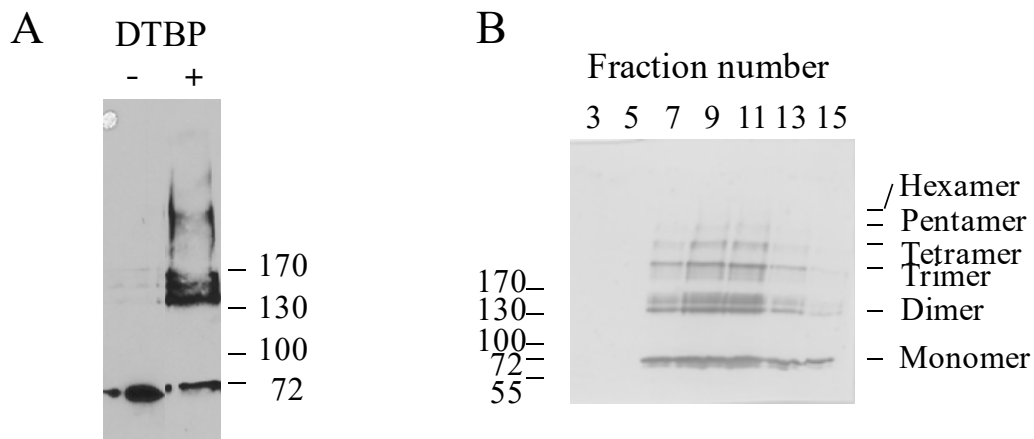 A
DTBP
- +
170
130
100
72
B
Fraction number
3 5 7 9 11 13 15
170
130
100
72
55
Hexamer
Pentamer
Tetramer
Trimer
Dimer
Monomer